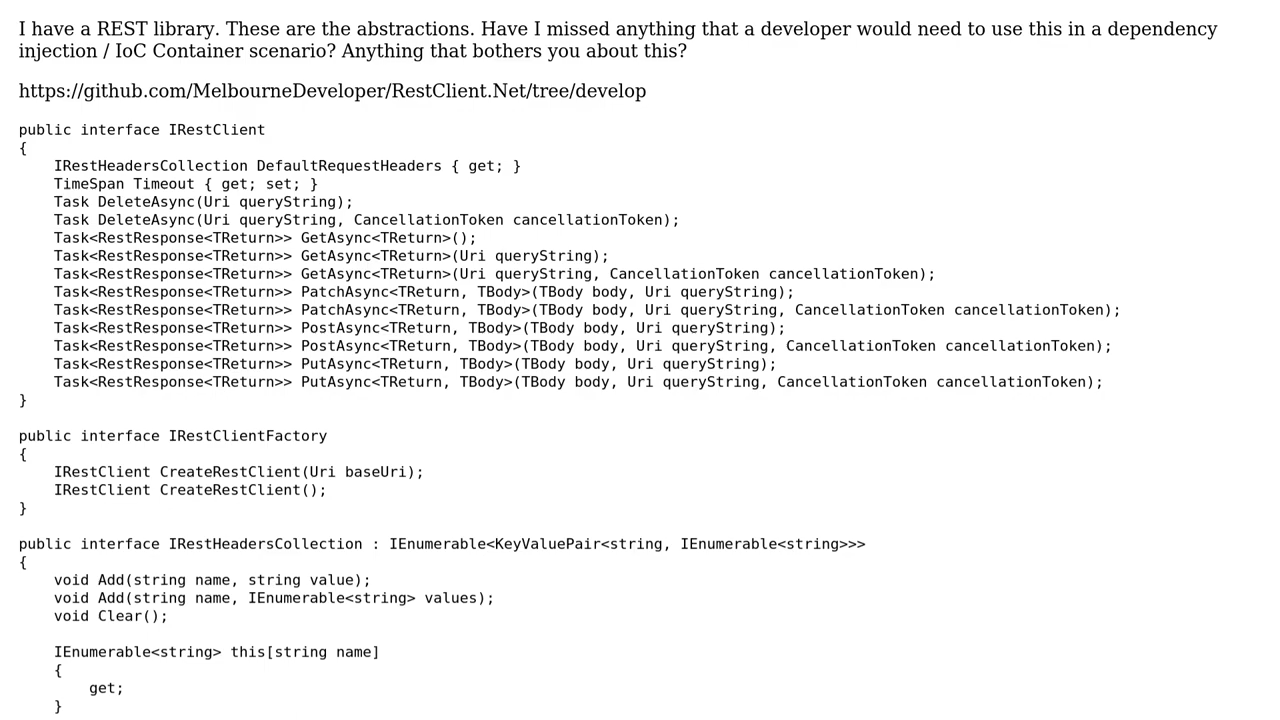 I have a REST library. These are the abstractions. Have I missed anything that a developer would need to use this in a dependency
injection / IoC Container scenario? Anything that bothers you about this?
https://github.com/MelbourneDeveloper/RestClient.Net/tree/develop
public interface IRestClient
{
    IRestHeadersCollection DefaultRequestHeaders { get; }
    TimeSpan Timeout { get; set; }
    Task DeleteAsync(Uri queryString);
    Task DeleteAsync(Uri queryString, CancellationToken cancellationToken);
    Task<RestResponse<TReturn>> GetAsync<TReturn>();
    Task<RestResponse<TReturn>> GetAsync<TReturn>(Uri queryString);
    Task<RestResponse<TReturn>> GetAsync<TReturn>(Uri queryString, CancellationToken cancellationToken);
    Task<RestResponse<TReturn>> PatchAsync<TReturn, TBody>(TBody body, Uri queryString);
    Task<RestResponse<TReturn>> PatchAsync<TReturn, TBody>(TBody body, Uri queryString, CancellationToken cancellationToken);
    Task<RestResponse<TReturn>> PostAsync<TReturn, TBody>(TBody body, Uri queryString);
    Task<RestResponse<TReturn>> PostAsync<TReturn, TBody>(TBody body, Uri queryString, CancellationToken cancellationToken);
    Task<RestResponse<TReturn>> PutAsync<TReturn, TBody>(TBody body, Uri queryString);
    Task<RestResponse<TReturn>> PutAsync<TReturn, TBody>(TBody body, Uri queryString, CancellationToken cancellationToken);
}
public interface IRestClientFactory
{
    IRestClient CreateRestClient(Uri baseUri);
    IRestClient CreateRestClient();
}
public interface IRestHeadersCollection : IEnumerable<KeyValuePair<string, IEnumerable<string>>>
{
    void Add(string name, string value);
    void Add(string name, IEnumerable<string> values);
    void Clear();
    IEnumerable<string> this[string name]
    {
        get;
    }